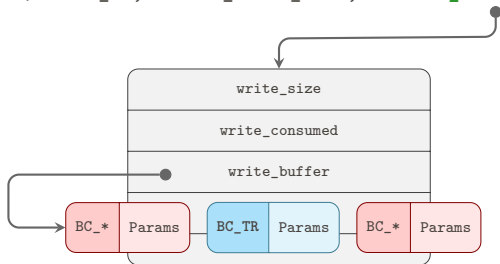 write_size
write_consumed
write_buffer
BC_* Params BC_TR Params BC_* Params